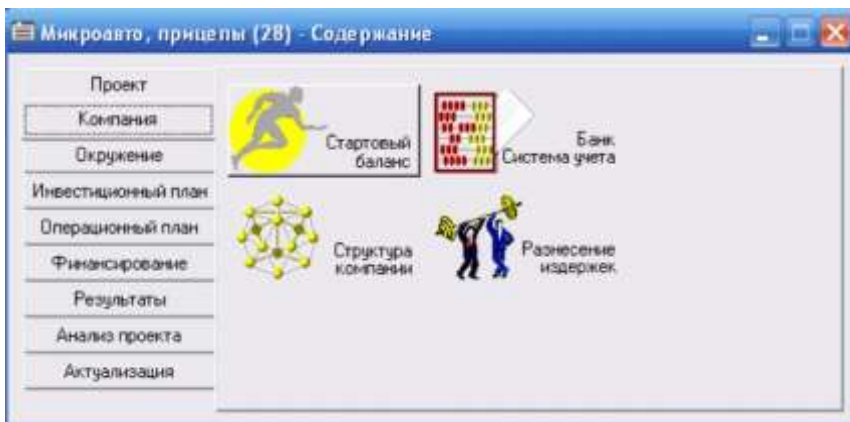 Микроавто, прицепы (28) - Содержание
Проект
Компания
Окружение
Инвестиционный план
Операционный план
Финансирование
Результаты
Анализ проекта
Актуализация
Стартовый
баланс
Банк
Система учета
Структура
компании
Разнесение
издержек